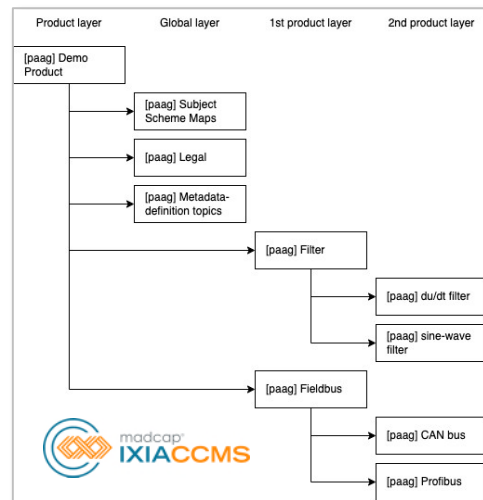 Product layer
Global layer
1st product layer
2nd product layer
[paag] Demo
Product
[paag] Subject
Scheme Maps
[paag] Legal
[paag] Metadata-
definition topics
[paag] Filter
[paag] du/dt filter
[paag] sine-wave
filter
[paag] Fieldbus
[paag] CAN bus
[paag] Profibus
madcap®
IXIACCMS